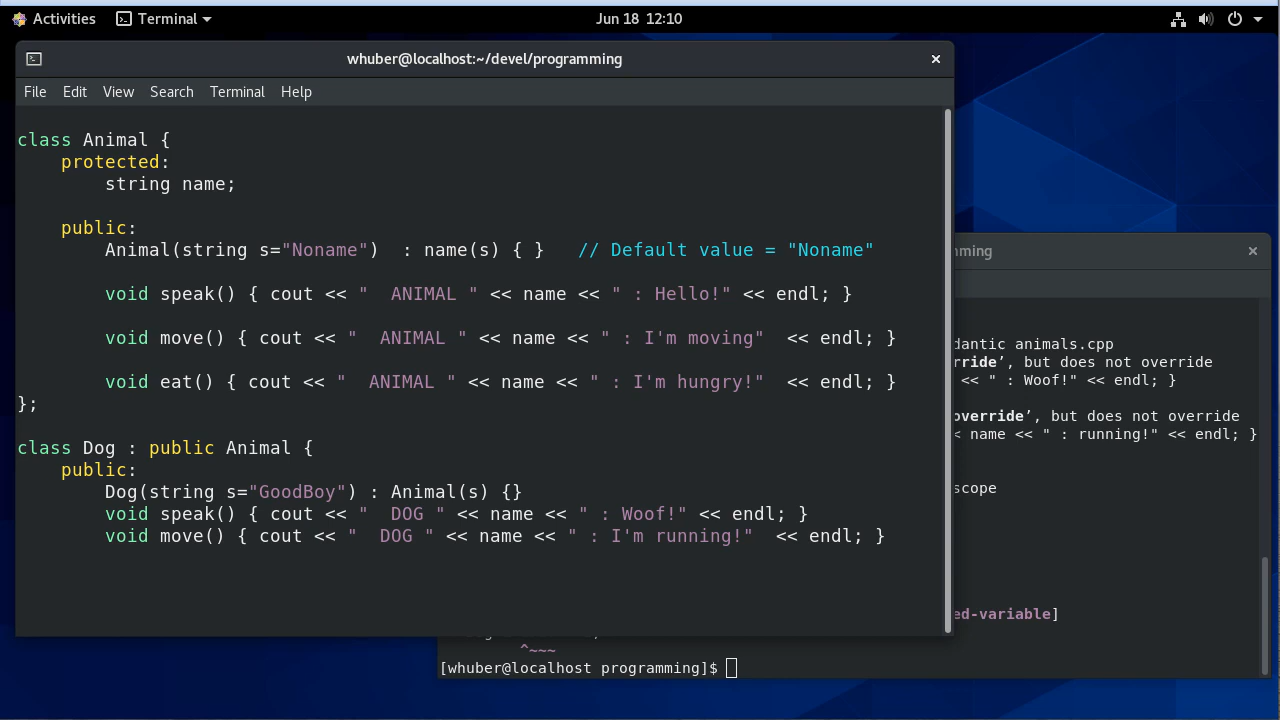 Activities Terminal Jun 18 12:10
whuber@localhost:~/devel/programming
File Edit View Search Terminal Help
class Animal {
    protected:
        string name;
    public:
        Animal(string s="Noname")  : name(s) { }   // Default value = "Noname"
        void speak() { cout << "  ANIMAL " << name << " : Hello!" << endl; }
        void move() { cout << "  ANIMAL " << name << " : I'm moving"  << endl; }
        void eat() { cout << "  ANIMAL " << name << " : I'm hungry!"  << endl; }
};
class Dog : public Animal {
    public:
        Dog(string s="GoodBoy") : Animal(s) {}
        void speak() { cout << "  DOG " << name << " : Woof!" << endl; }
        void move() { cout << "  DOG " << name << " : I'm running!"  << endl; }
mming
dantic animals.cpp
rride’, but does not override
<< " : Woof!" << endl; }
override’, but does not override
< name << " : running!" << endl; }
scope
ed-variable]
^~~~
[whuber@localhost programming]$